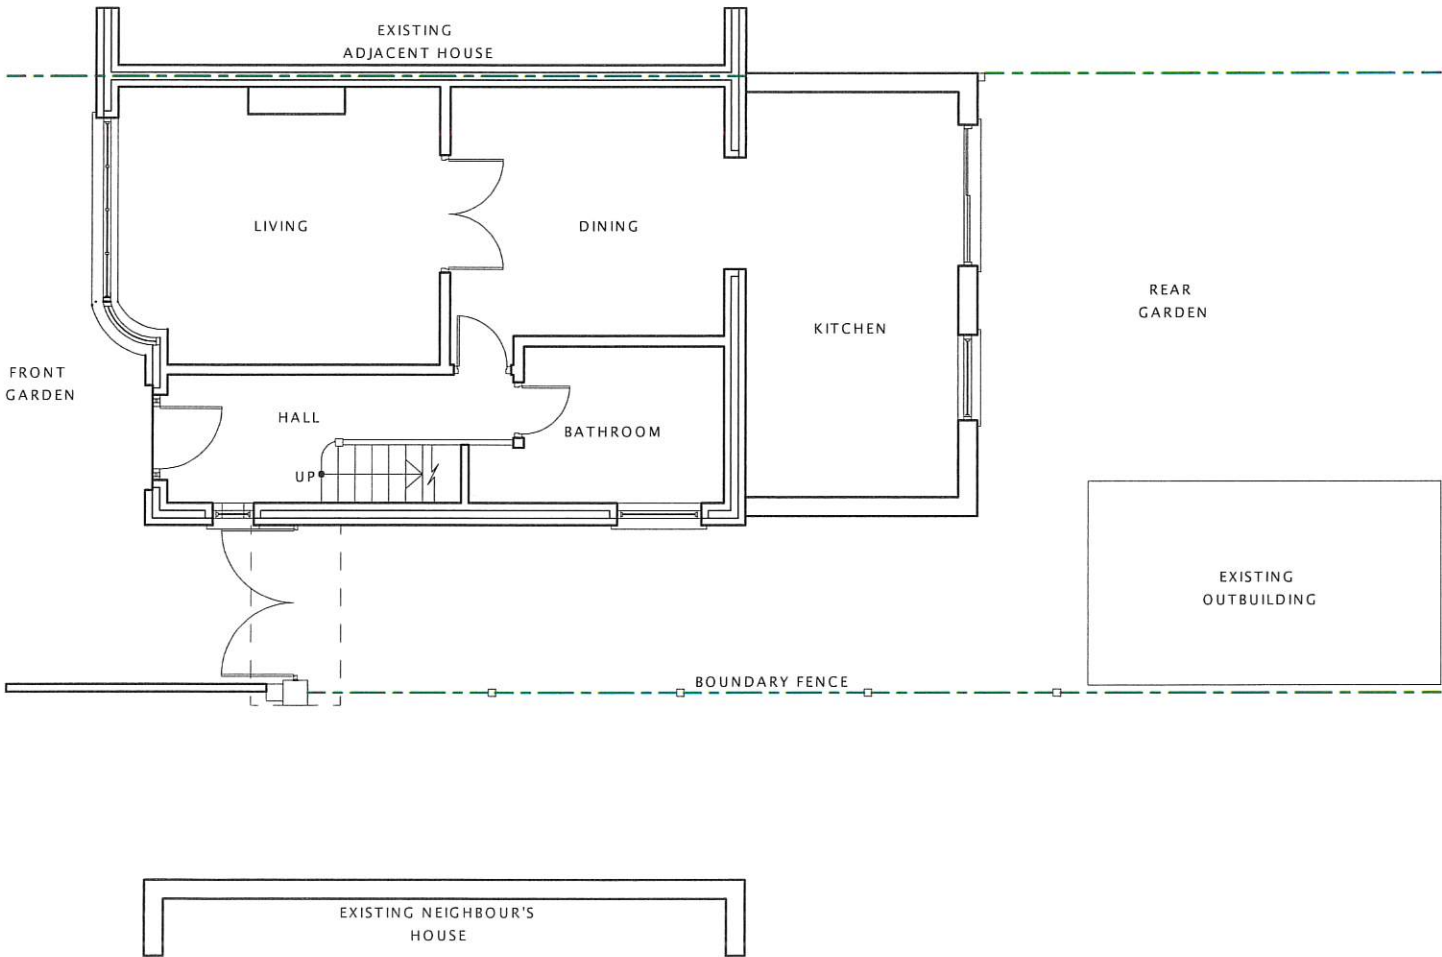 EXISTING
ADJACENT HOUSE
LIVING
DINING
KITCHEN
REAR
GARDEN
FRONT
GARDEN
HALL
BATHROOM
UP
EXISTING
OUTBUILDING
BOUNDARY FENCE
EXISTING NEIGHBOUR'S
HOUSE